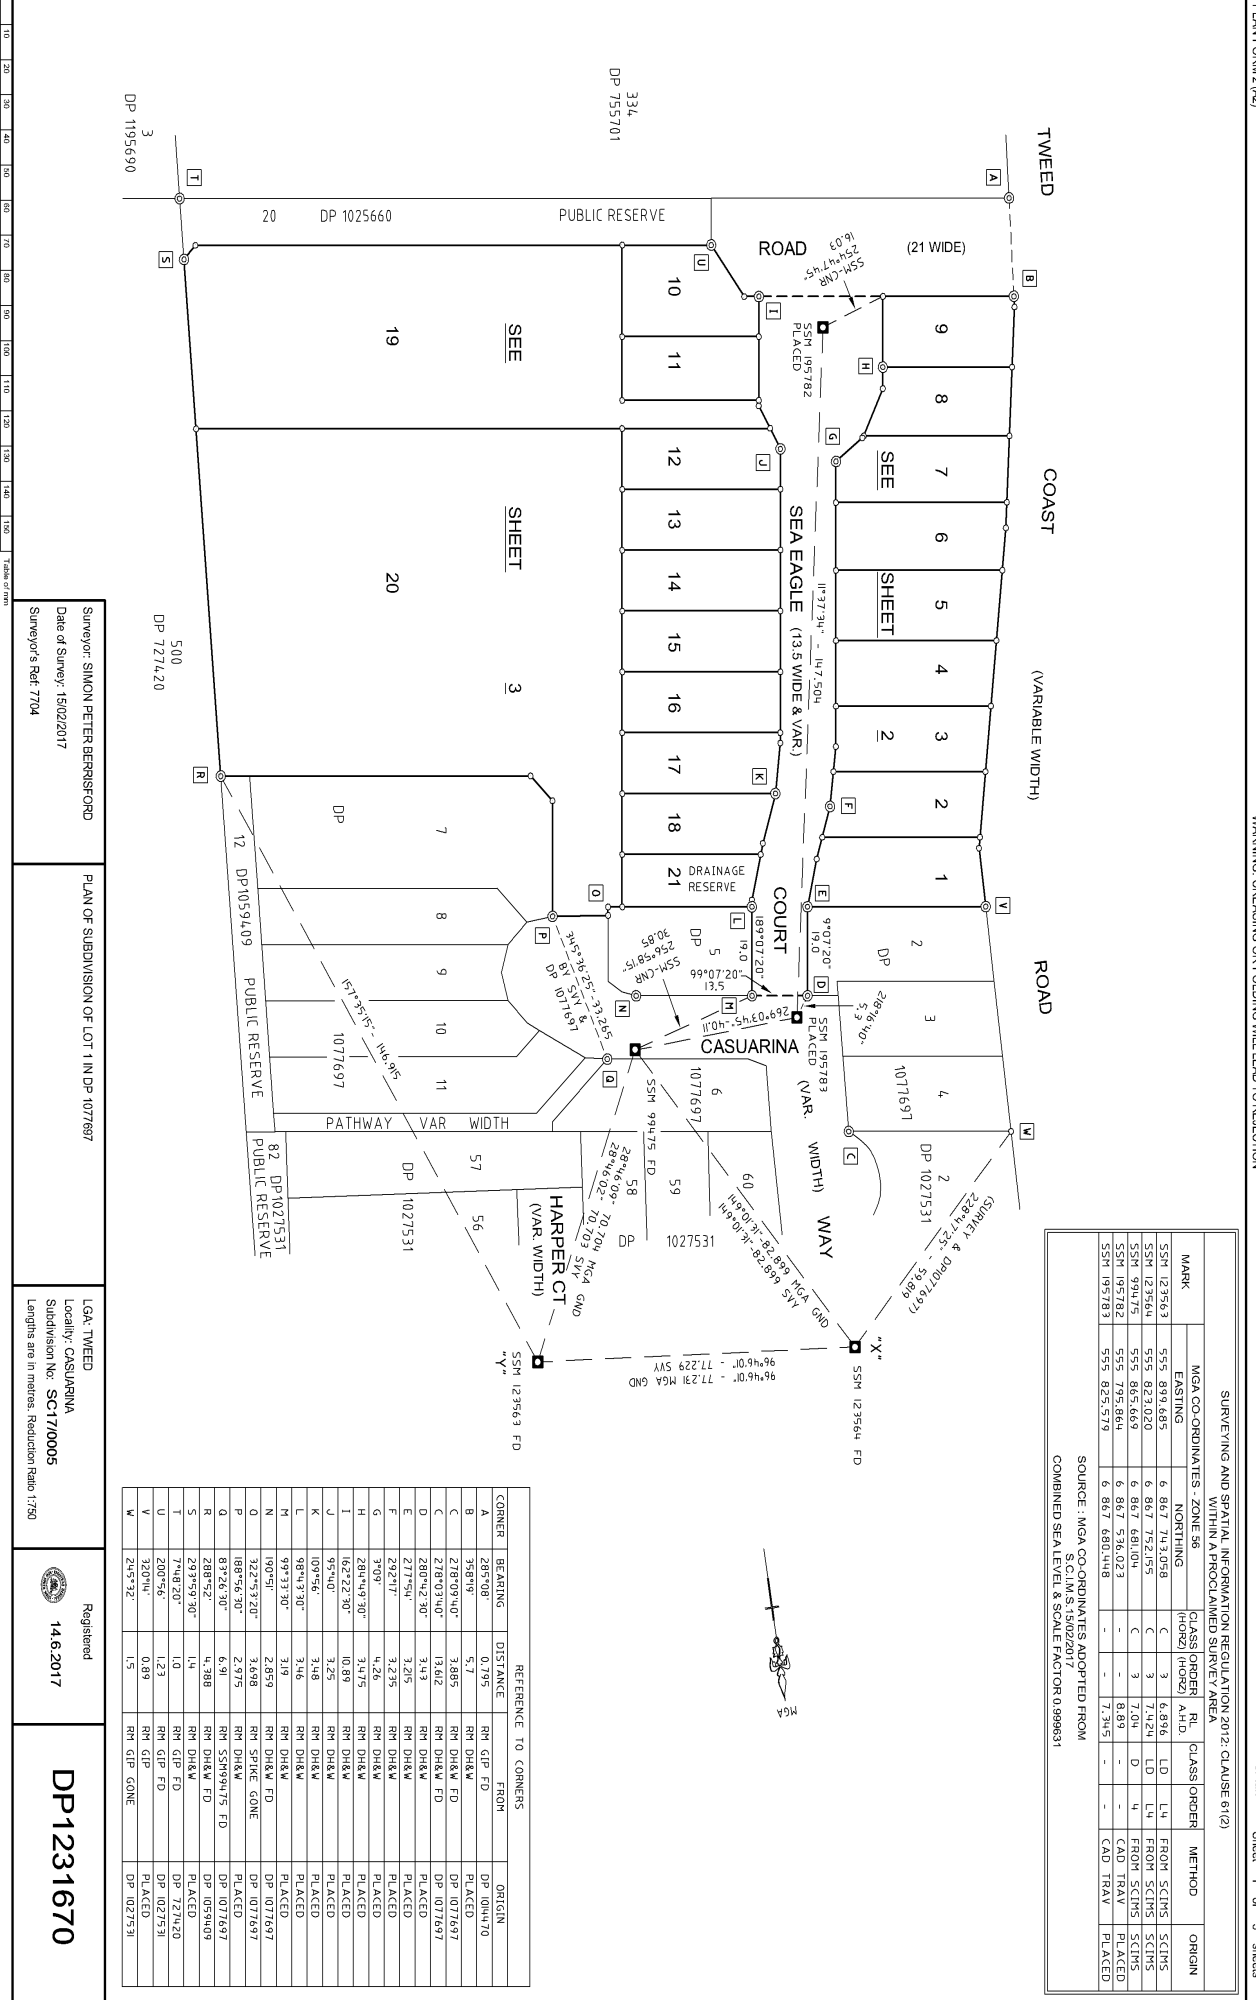 TWEED
COAST
ROAD
(VARIABLE WIDTH)
334
DP 755701
3
DP 1195690
20 DP 1025660 PUBLIC RESERVE
ROAD
(21 WIDE)
SSM-CNR
254°47'45"
16.03
SSM 195782
PLACED
A
B
T
S
U
I
H
G
J
K
F
E
V
L
D
M
N
O
P
Q
R
C
W
9
8
7
6
5
4
3
2
1
SEE
SHEET
2
10
11
12
13
14
15
16
17
18
21
DRAINAGE
RESERVE
19
20
SEE
SHEET
3
SEA EAGLE (13.5 WIDE & VAR.)
COURT
11°37'34" - 147.504
9°07'20"
19.0
189°07'20"
19.0
99°07'20"
13.5
218°16'40"
5.3
SSM 195783
PLACED
269°03'45"-40.11
SSM-CNR
256°58'15"
30.85
345°36'25"-33.265
BY SVY &
DP 1077697
CASUARINA
(VAR. WIDTH)
WAY
2
DP
3
4
1077697
5
DP
6
1077697
2
DP 1027531
500
DP 727420
7
DP
8
9
10
1077697
11
12 DP1059409 PUBLIC RESERVE
PATHWAY VAR WIDTH
82 DP1027531
PUBLIC RESERVE
157°35'15" - 146.915
57
DP 1027531
56
58
59
60
DP 1027531
HARPER CT
(VAR. WIDTH)
SSM 99475 FD
28°46'09" 70.704 MGA GND
28°46'02" 70.703 SVY
149°01'31"-82.899 MGA GND
149°01'31"-82.899 SVY
(SURVEY & DP1077697)
228°47'25" - 59.819
"X"
SSM 123564 FD
"Y"
SSM 123563 FD
96°46'01" - 77.231 MGA GND
96°46'01" - 77.229 SVY
MGA
SURVEYING AND SPATIAL INFORMATION REGULATION 2012: CLAUSE 61(2)
WITHIN A PROCLAIMED SURVEY AREA
MARK MGA CO-ORDINATES - ZONE 56 CLASS (HORZ) ORDER (HORZ) RL A.H.D. CLASS ORDER METHOD ORIGIN
EASTING NORTHING
SSM 123563 555 899.685 6 867 743.058 C 3 6.896 LD L4 FROM SCIMS SCIMS
SSM 123564 555 823.020 6 867 752.155 C 3 7.424 LD L4 FROM SCIMS SCIMS
SSM 99475 555 865.669 6 867 681.104 C 3 7.04 D 4 FROM SCIMS SCIMS
SSM 195782 555 795.864 6 867 536.023 - - 8.89 - - CAD TRAV PLACED
SSM 195783 555 825.579 6 867 680.448 - - 7.345 - - CAD TRAV PLACED
SOURCE : MGA CO-ORDINATES ADOPTED FROM
S.C.I.M.S. 15/02/2017
COMBINED SEA LEVEL & SCALE FACTOR 0.999631
REFERENCE TO CORNERS
CORNER BEARING DISTANCE FROM ORIGIN
A 285°08' 0.795 RM GIP FD DP 1014470
B 358°19' 5.7 RM DH&W PLACED
C 278°09'40" 3.885 RM DH&W FD DP 1077697
C 278°03'40" 13.612 RM DH&W FD DP 1077697
D 280°42'30" 3.43 RM DH&W PLACED
E 277°54' 3.215 RM DH&W PLACED
F 292°17' 3.235 RM DH&W PLACED
G 3°09' 4.26 RM DH&W PLACED
H 284°49'30" 3.475 RM DH&W PLACED
I 162°22'30" 10.89 RM DH&W PLACED
J 95°40' 3.25 RM DH&W PLACED
K 109°56' 3.48 RM DH&W PLACED
L 98°43'30" 3.46 RM DH&W PLACED
M 99°33'30" 3.19 RM DH&W PLACED
N 190°51' 2.859 RM DH&W FD DP 1077697
O 322°53'20" 3.698 RM SPIKE GONE DP 1077697
P 188°56'30" 2.975 RM DH&W PLACED
Q 83°26'30" 6.91 RM SSM99475 FD DP 1077697
R 288°52' 4.388 RM DH&W FD DP 1059409
S 293°59'30" 1.4 RM DH&W PLACED
T 7°48'20" 1.0 RM GIP FD DP 727420
U 200°56' 1.23 RM GIP FD DP 1027531
V 320°14' 0.89 RM GIP PLACED
W 245°32' 1.5 RM GIP GONE DP 1027531
10 20 30 40 50 60 70 80 90 100 110 120 130 140 150 Table of mm
Surveyor: SIMON PETER BERRISFORD
Date of Survey: 15/02/2017
Surveyor's Ref: 7704
PLAN OF SUBDIVISION OF LOT 1 IN DP 1077697
LGA: TWEED
Locality: CASUARINA
Subdivision No: SC17/0005
Lengths are in metres. Reduction Ratio 1:750
Registered
14.6.2017
DP1231670